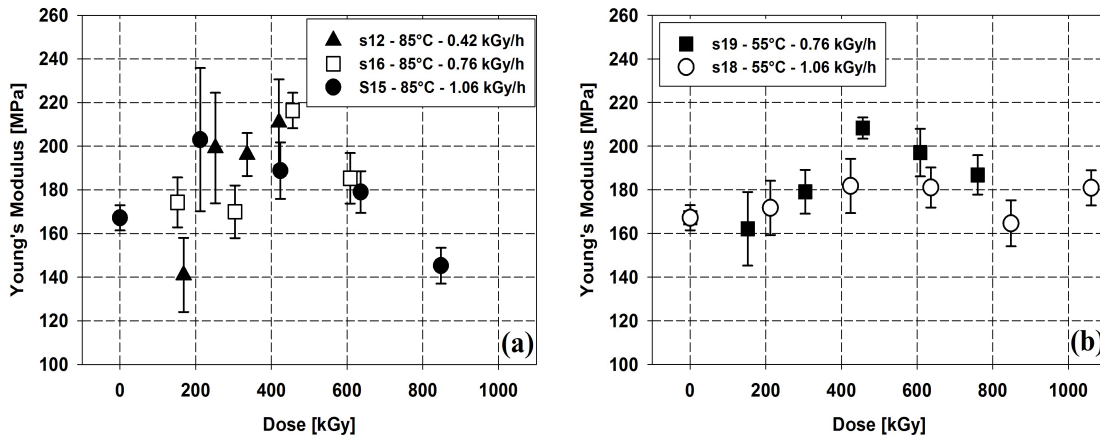 260
240
220
200
180
160
140
120
100
Young's Modulus [MPa]
s12 - 85°C - 0.42 kGy/h
s16 - 85°C - 0.76 kGy/h
S15 - 85°C - 1.06 kGy/h
(a)
0 200 400 600 800 1000
Dose [kGy]
260
240
220
200
180
160
140
120
100
Young's Modulus [MPa]
s19 - 55°C - 0.76 kGy/h
s18 - 55°C - 1.06 kGy/h
(b)
0 200 400 600 800 1000
Dose [kGy]